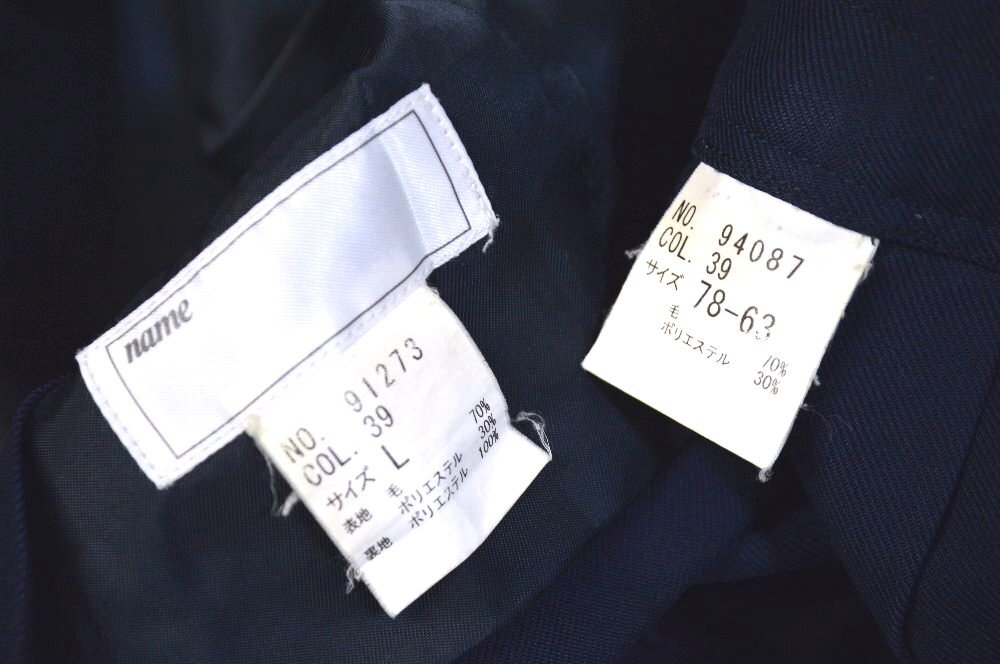 name
NO. 91273
COL. 39
サイズ L
表地 毛 70%
ポリエステル 30%
裏地 ポリエステル 100%
NO. 94087
COL. 39
サイズ 78-63
毛 70%
ポリエステル 30%